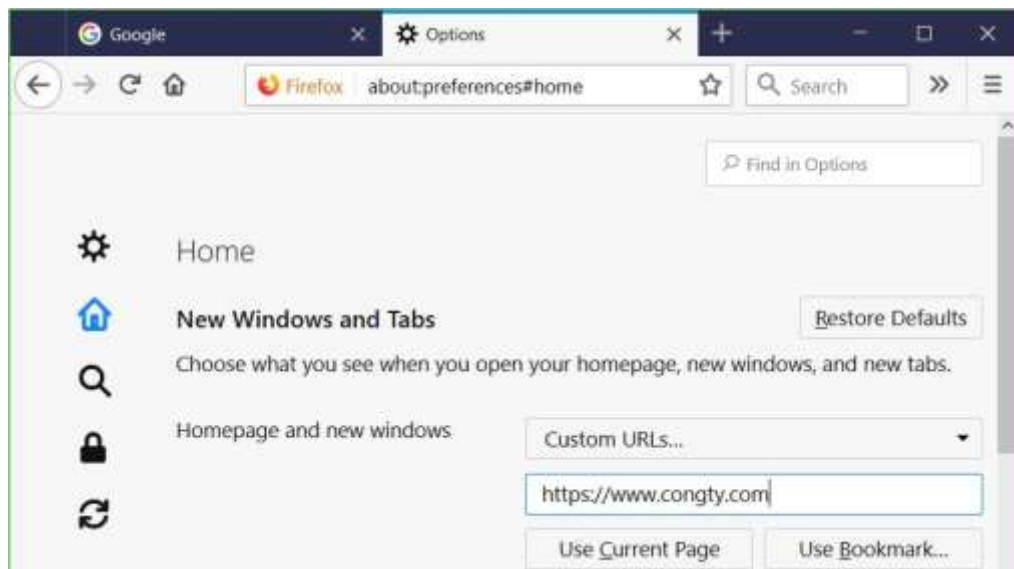 Google
Options
Firefox about:preferences#home
Search
Find in Options
Home
New Windows and Tabs
Restore Defaults
Choose what you see when you open your homepage, new windows, and new tabs.
Homepage and new windows
Custom URLs...
https://www.congty.com
Use Current Page
Use Bookmark...